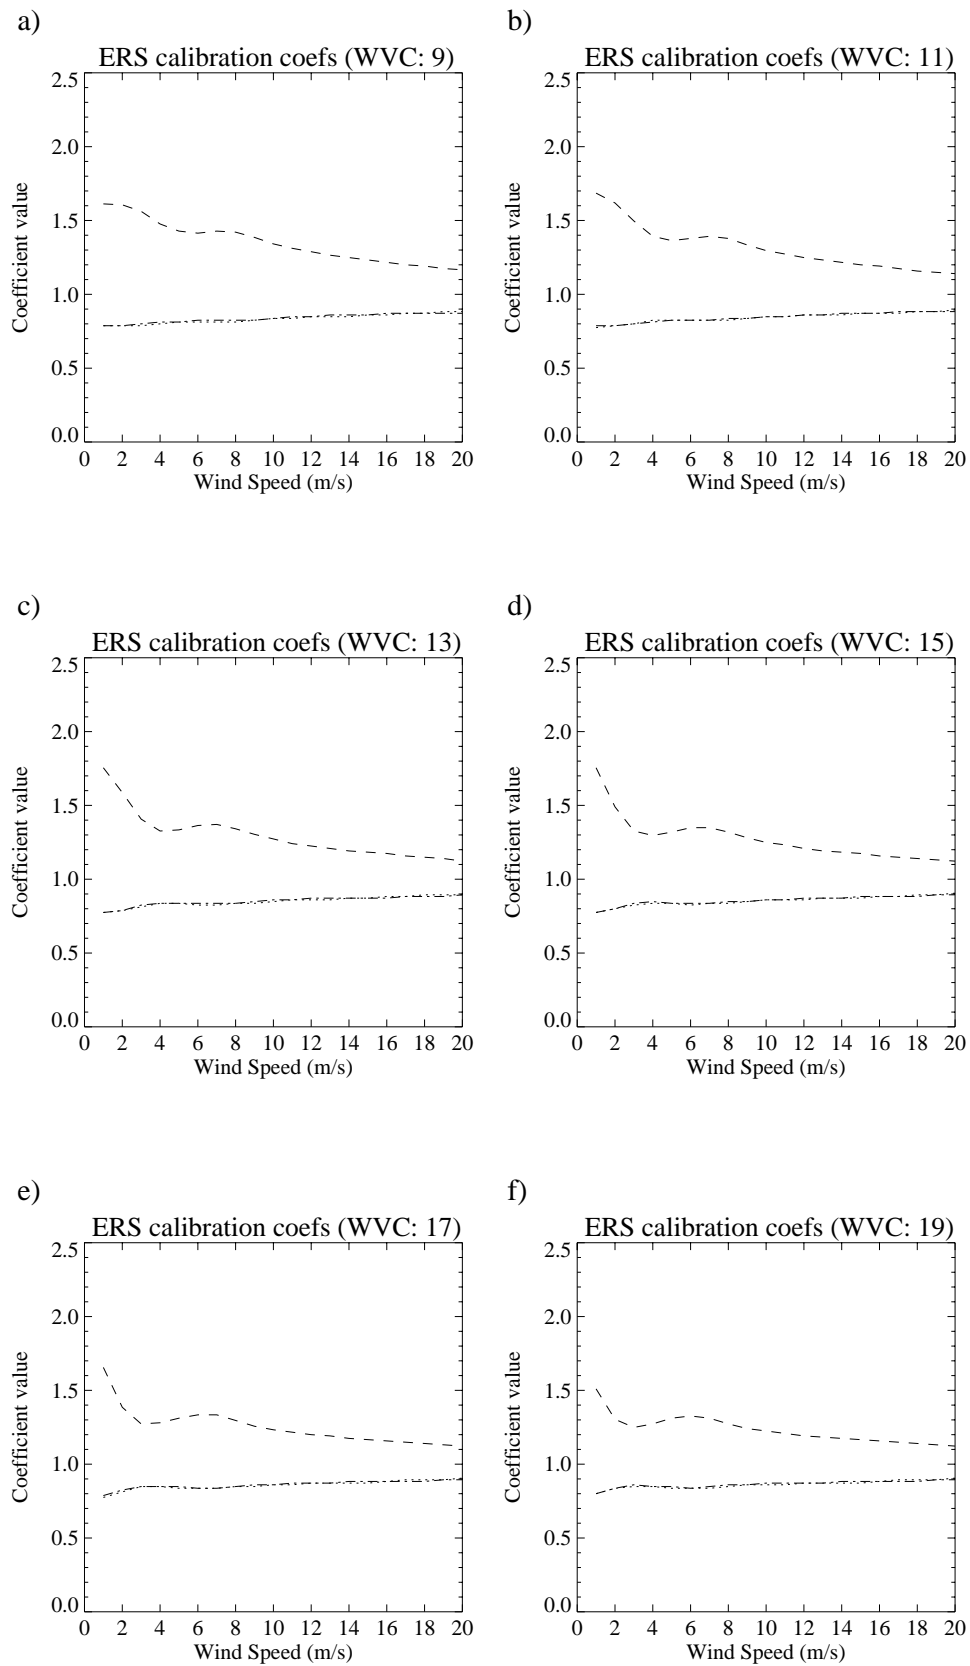 a)
ERS calibration coefs (WVC: 9)
2.5
2.0
1.5
1.0
0.5
0.0
Coefficient value
0 2 4 6 8 10 12 14 16 18 20
Wind Speed (m/s)
b)
ERS calibration coefs (WVC: 11)
2.5
2.0
1.5
1.0
0.5
0.0
Coefficient value
0 2 4 6 8 10 12 14 16 18 20
Wind Speed (m/s)
c)
ERS calibration coefs (WVC: 13)
2.5
2.0
1.5
1.0
0.5
0.0
Coefficient value
0 2 4 6 8 10 12 14 16 18 20
Wind Speed (m/s)
d)
ERS calibration coefs (WVC: 15)
2.5
2.0
1.5
1.0
0.5
0.0
Coefficient value
0 2 4 6 8 10 12 14 16 18 20
Wind Speed (m/s)
e)
ERS calibration coefs (WVC: 17)
2.5
2.0
1.5
1.0
0.5
0.0
Coefficient value
0 2 4 6 8 10 12 14 16 18 20
Wind Speed (m/s)
f)
ERS calibration coefs (WVC: 19)
2.5
2.0
1.5
1.0
0.5
0.0
Coefficient value
0 2 4 6 8 10 12 14 16 18 20
Wind Speed (m/s)